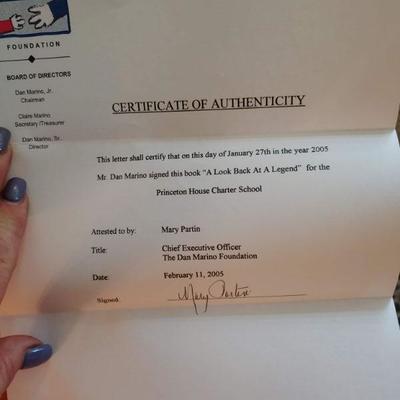 FOUNDATION
BOARD OF DIRECTORS
Dan Marino, Jr.
Chairman
Claire Marino
Secretary /Treasurer
Dan Marino, Sr.
Director
CERTIFICATE OF AUTHENTICITY
This letter shall certify that on this day of January 27th in the year 2005
Mr. Dan Marino signed this book "A Look Back At A Legend" for the
Princeton House Charter School
Attested to by: Mary Partin
Title: Chief Executive Officer
The Dan Marino Foundation
Date: February 11, 2005
Signed: Mary Partin